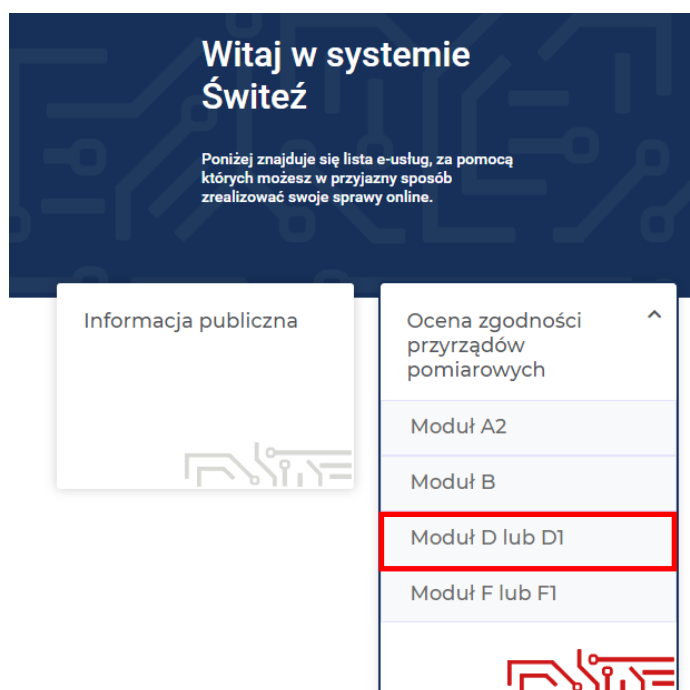 Witaj w systemie
Świteź
Poniżej znajduje się lista e-usług, za pomocą
których możesz w przyjazny sposób
zrealizować swoje sprawy online.
Informacja publiczna
Ocena zgodności
przyrządów
pomiarowych
Moduł A2
Moduł B
Moduł D lub D1
Moduł F lub F1